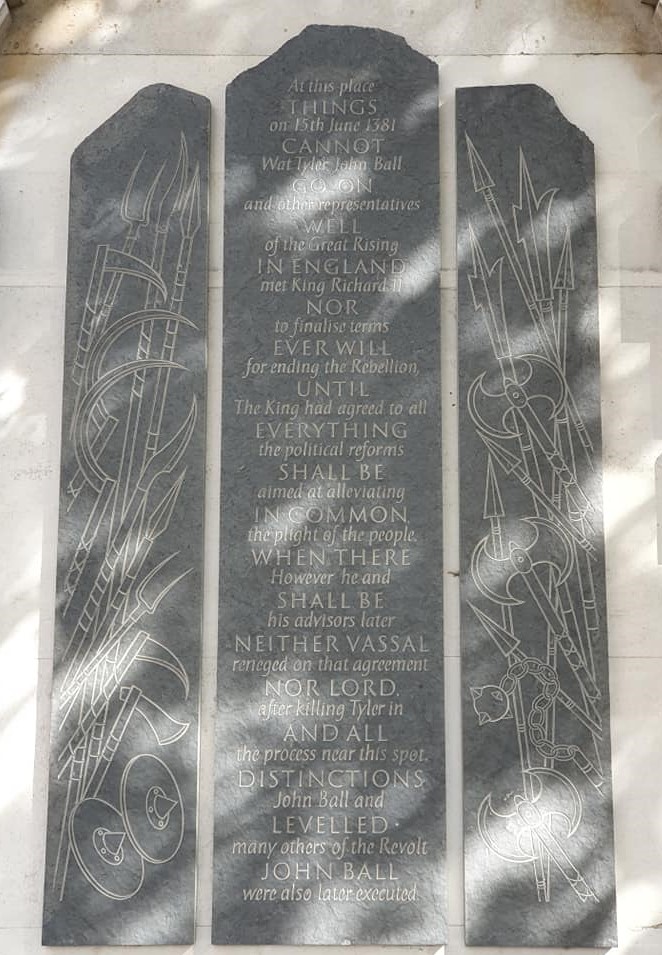 At this place
THINGS
on 15th June 1381
CANNOT
Wat Tyler, John Ball
GO ON
and other representatives
WELL
of the Great Rising
IN ENGLAND
met King Richard II
NOR
to finalise terms
EVER WILL
for ending the Rebellion,
UNTIL
The King had agreed to all
EVERYTHING
the political reforms
SHALL BE
aimed at alleviating
IN COMMON,
the plight of the people.
WHEN THERE
However he and
SHALL BE
his advisors later
NEITHER VASSAL
reneged on that agreement
NOR LORD,
after killing Tyler in
AND ALL
the process near this spot.
DISTINCTIONS
John Ball and
LEVELLED·
many others of the Revolt
JOHN BALL
were also later executed.